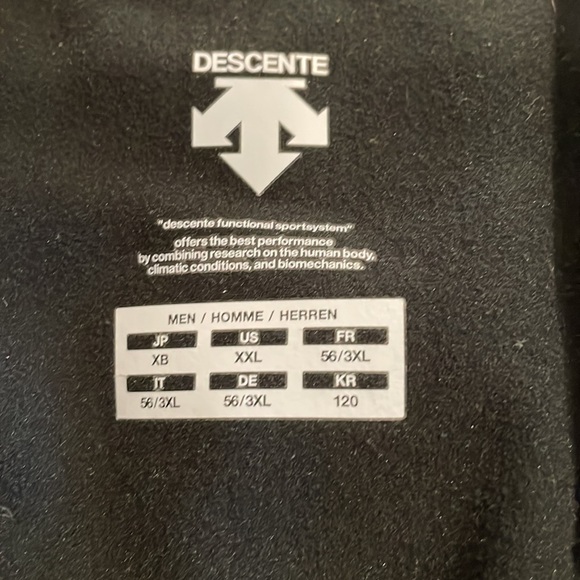 DESCENTE
"descente functional sportsystem"
offers the best performance
by combining research on the human body,
climatic conditions, and biomechanics.
MEN / HOMME / HERREN
JP US FR
XB XXL 56/3XL
IT DE KR
56/3XL 56/3XL 120